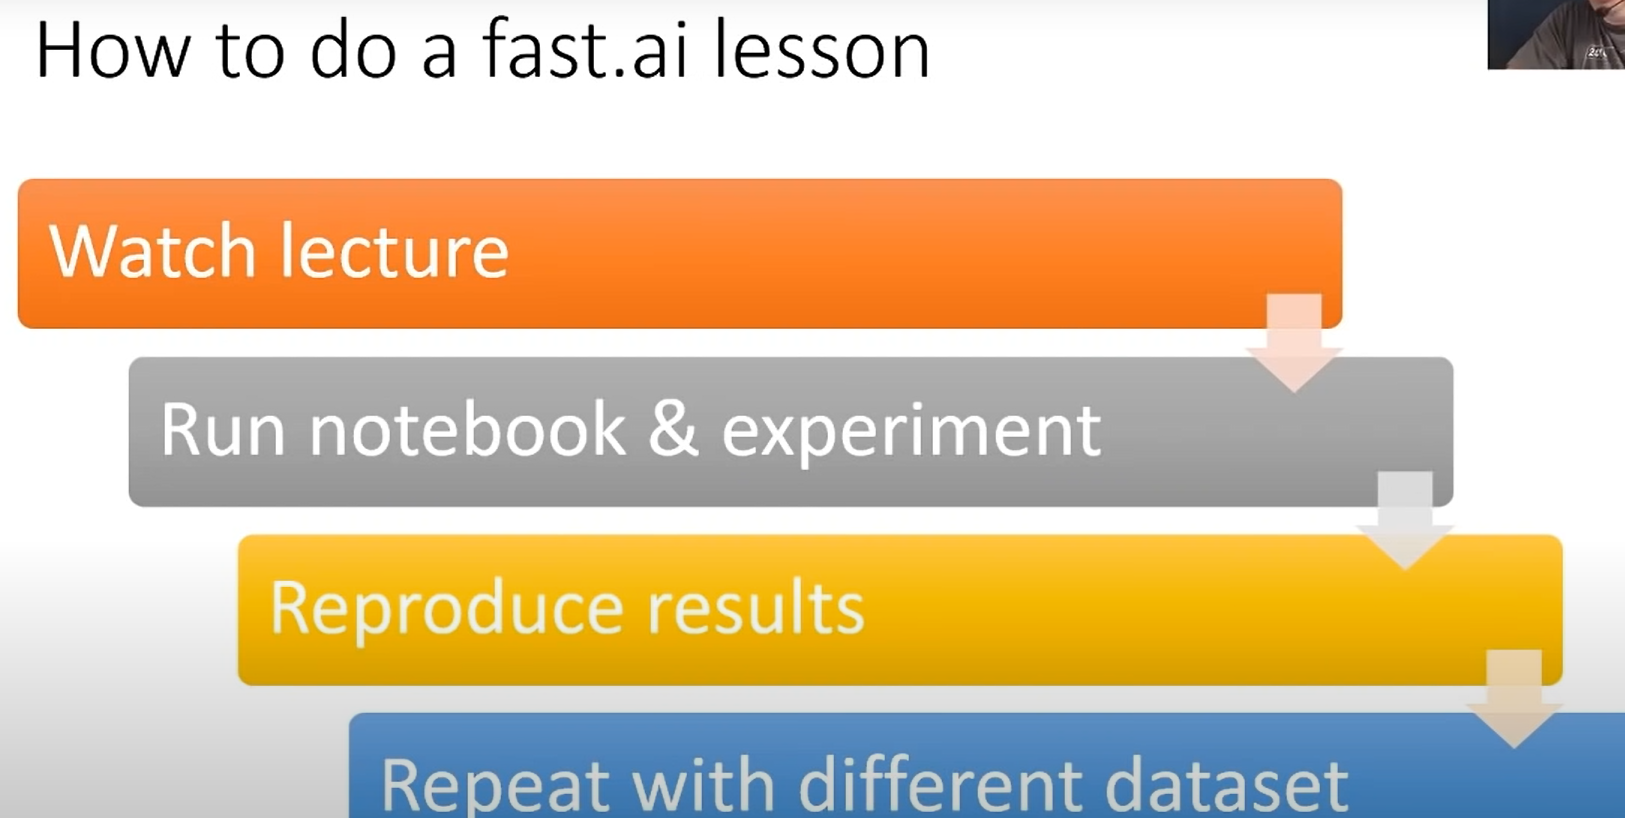 How to do a fast.ai lesson
Watch lecture
Run notebook & experiment
Reproduce results
Repeat with different dataset